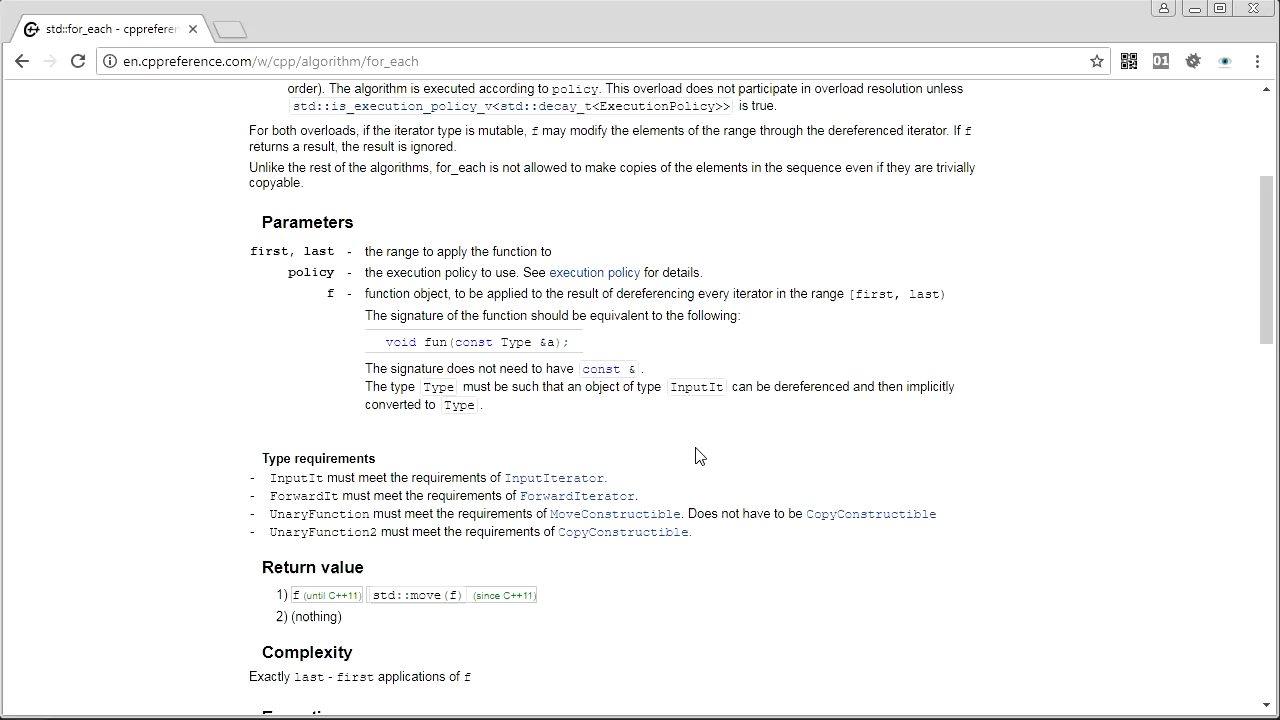 std::for_each - cppreferen
en.cppreference.com/w/cpp/algorithm/for_each
01
order). The algorithm is executed according to policy. This overload does not participate in overload resolution unless
std::is_execution_policy_v<std::decay_t<ExecutionPolicy>> is true.
For both overloads, if the iterator type is mutable, f may modify the elements of the range through the dereferenced iterator. If f
returns a result, the result is ignored.
Unlike the rest of the algorithms, for_each is not allowed to make copies of the elements in the sequence even if they are trivially
copyable.
Parameters
first, last - the range to apply the function to
policy - the execution policy to use. See execution policy for details.
f - function object, to be applied to the result of dereferencing every iterator in the range [first, last)
The signature of the function should be equivalent to the following:
void fun(const Type &a);
The signature does not need to have const &.
The type Type must be such that an object of type InputIt can be dereferenced and then implicitly
converted to Type.
Type requirements
- InputIt must meet the requirements of InputIterator.
- ForwardIt must meet the requirements of ForwardIterator.
- UnaryFunction must meet the requirements of MoveConstructible. Does not have to be CopyConstructible
- UnaryFunction2 must meet the requirements of CopyConstructible.
Return value
1) f (until C++11) std::move(f) (since C++11)
2) (nothing)
Complexity
Exactly last - first applications of f